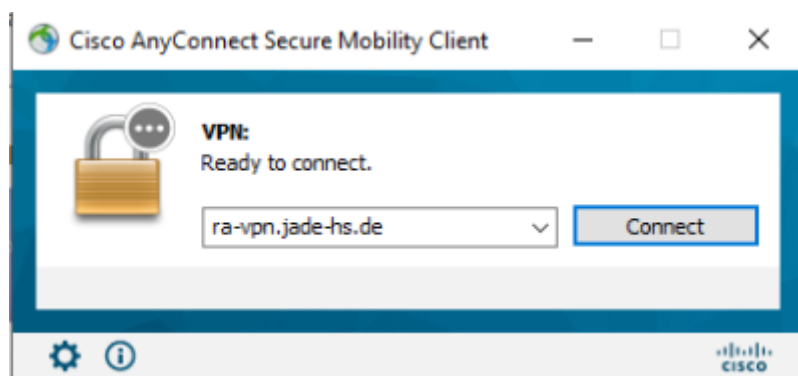 Cisco AnyConnect Secure Mobility Client
VPN:
Ready to connect.
ra-vpn.jade-hs.de
Connect
CISCO